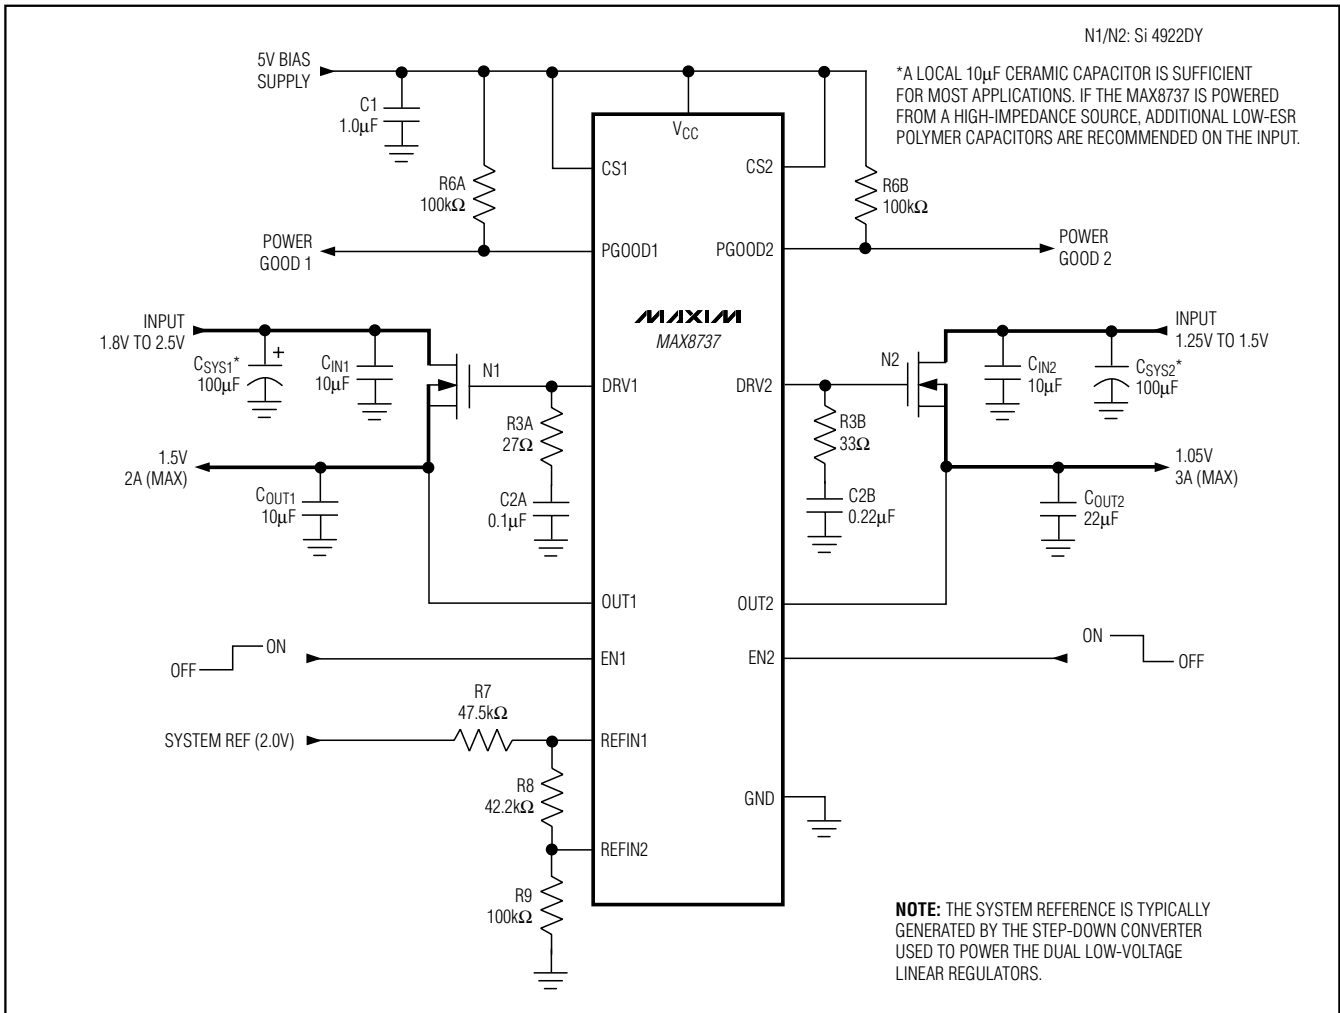 N1/N2: Si 4922DY
*A LOCAL 10μF CERAMIC CAPACITOR IS SUFFICIENT
FOR MOST APPLICATIONS. IF THE MAX8737 IS POWERED
FROM A HIGH-IMPEDANCE SOURCE, ADDITIONAL LOW-ESR
POLYMER CAPACITORS ARE RECOMMENDED ON THE INPUT.
5V BIAS
SUPPLY
C1
1.0μF
VCC
CS1
CS2
R6A
100kΩ
R6B
100kΩ
POWER
GOOD 1
PGOOD1
PGOOD2
POWER
GOOD 2
MAXIM
MAX8737
INPUT
1.8V TO 2.5V
CSYS1*
100μF
+
CIN1
10μF
N1
DRV1
DRV2
N2
CIN2
10μF
CSYS2*
100μF
INPUT
1.25V TO 1.5V
R3A
27Ω
R3B
33Ω
1.5V
2A (MAX)
1.05V
3A (MAX)
COUT1
10μF
C2A
0.1μF
C2B
0.22μF
COUT2
22μF
OUT1
OUT2
OFF
ON
EN1
EN2
ON
OFF
R7
47.5kΩ
SYSTEM REF (2.0V)
REFIN1
R8
42.2kΩ
GND
REFIN2
R9
100kΩ
NOTE: THE SYSTEM REFERENCE IS TYPICALLY
GENERATED BY THE STEP-DOWN CONVERTER
USED TO POWER THE DUAL LOW-VOLTAGE
LINEAR REGULATORS.